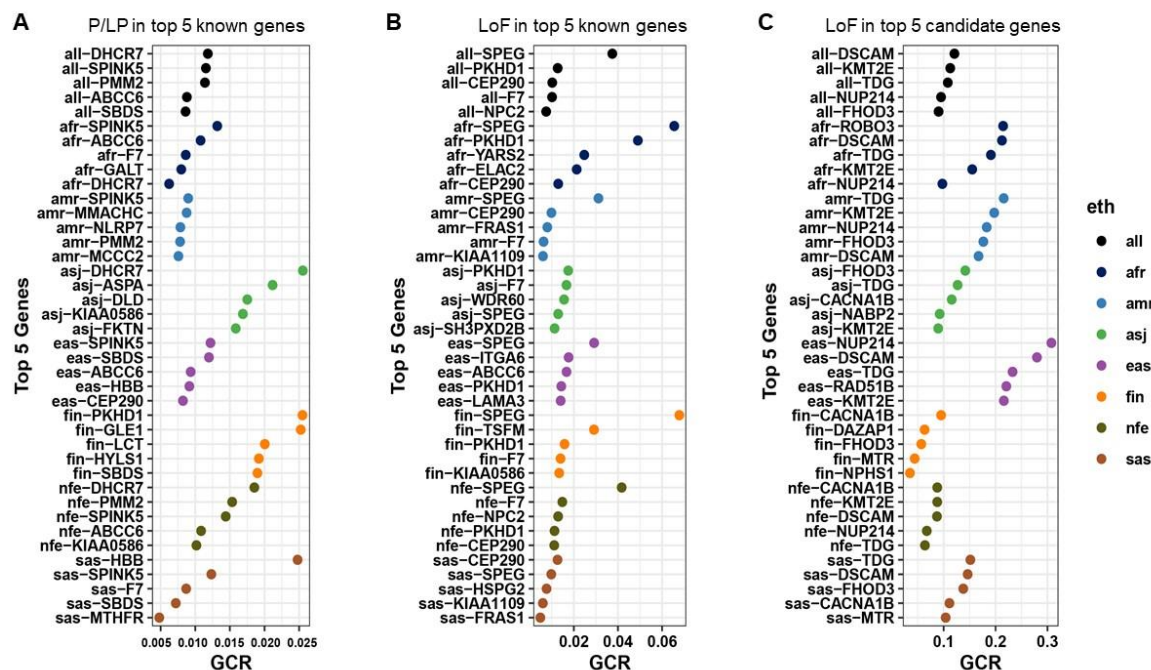 A
P/LP in top 5 known genes
Top 5 Genes
all-DHCR7
all-SPINK5
all-PMM2
all-ABCC6
all-SBDS
afr-SPINK5
afr-ABCC6
afr-F7
afr-GALT
afr-DHCR7
amr-SPINK5
amr-MMACHC
amr-NLRP7
amr-PMM2
amr-MCCC2
asj-DHCR7
asj-ASPA
asj-DLD
asj-KIAA0586
asj-FKTN
eas-SPINK5
eas-SBDS
eas-ABCC6
eas-HBB
eas-CEP290
fin-PKHD1
fin-GLE1
fin-LCT
fin-HYLS1
fin-SBDS
nfe-DHCR7
nfe-PMM2
nfe-SPINK5
nfe-ABCC6
nfe-KIAA0586
sas-HBB
sas-SPINK5
sas-F7
sas-SBDS
sas-MTHFR
0.005 0.010 0.015 0.020 0.025
GCR
B
LoF in top 5 known genes
Top 5 Genes
all-SPEG
all-PKHD1
all-CEP290
all-F7
all-NPC2
afr-SPEG
afr-PKHD1
afr-YARS2
afr-ELAC2
afr-CEP290
amr-SPEG
amr-CEP290
amr-FRAS1
amr-F7
amr-KIAA1109
asj-PKHD1
asj-F7
asj-WDR60
asj-SPEG
asj-SH3PXD2B
eas-SPEG
eas-ITGA6
eas-ABCC6
eas-PKHD1
eas-LAMA3
fin-SPEG
fin-TSFM
fin-PKHD1
fin-F7
fin-KIAA0586
nfe-SPEG
nfe-F7
nfe-NPC2
nfe-PKHD1
nfe-CEP290
sas-CEP290
sas-SPEG
sas-HSPG2
sas-KIAA1109
sas-FRAS1
0.02 0.04 0.06
GCR
C
LoF in top 5 candidate genes
Top 5 Genes
all-DSCAM
all-KMT2E
all-TDG
all-NUP214
all-FHOD3
afr-ROBO3
afr-DSCAM
afr-TDG
afr-KMT2E
afr-NUP214
amr-TDG
amr-KMT2E
amr-NUP214
amr-FHOD3
amr-DSCAM
asj-FHOD3
asj-TDG
asj-CACNA1B
asj-NABP2
asj-KMT2E
eas-NUP214
eas-DSCAM
eas-TDG
eas-RAD51B
eas-KMT2E
fin-CACNA1B
fin-DAZAP1
fin-FHOD3
fin-MTR
fin-NPHS1
nfe-CACNA1B
nfe-KMT2E
nfe-DSCAM
nfe-NUP214
nfe-TDG
sas-TDG
sas-DSCAM
sas-FHOD3
sas-CACNA1B
sas-MTR
0.1 0.2 0.3
GCR
eth
all
afr
amr
asj
eas
fin
nfe
sas